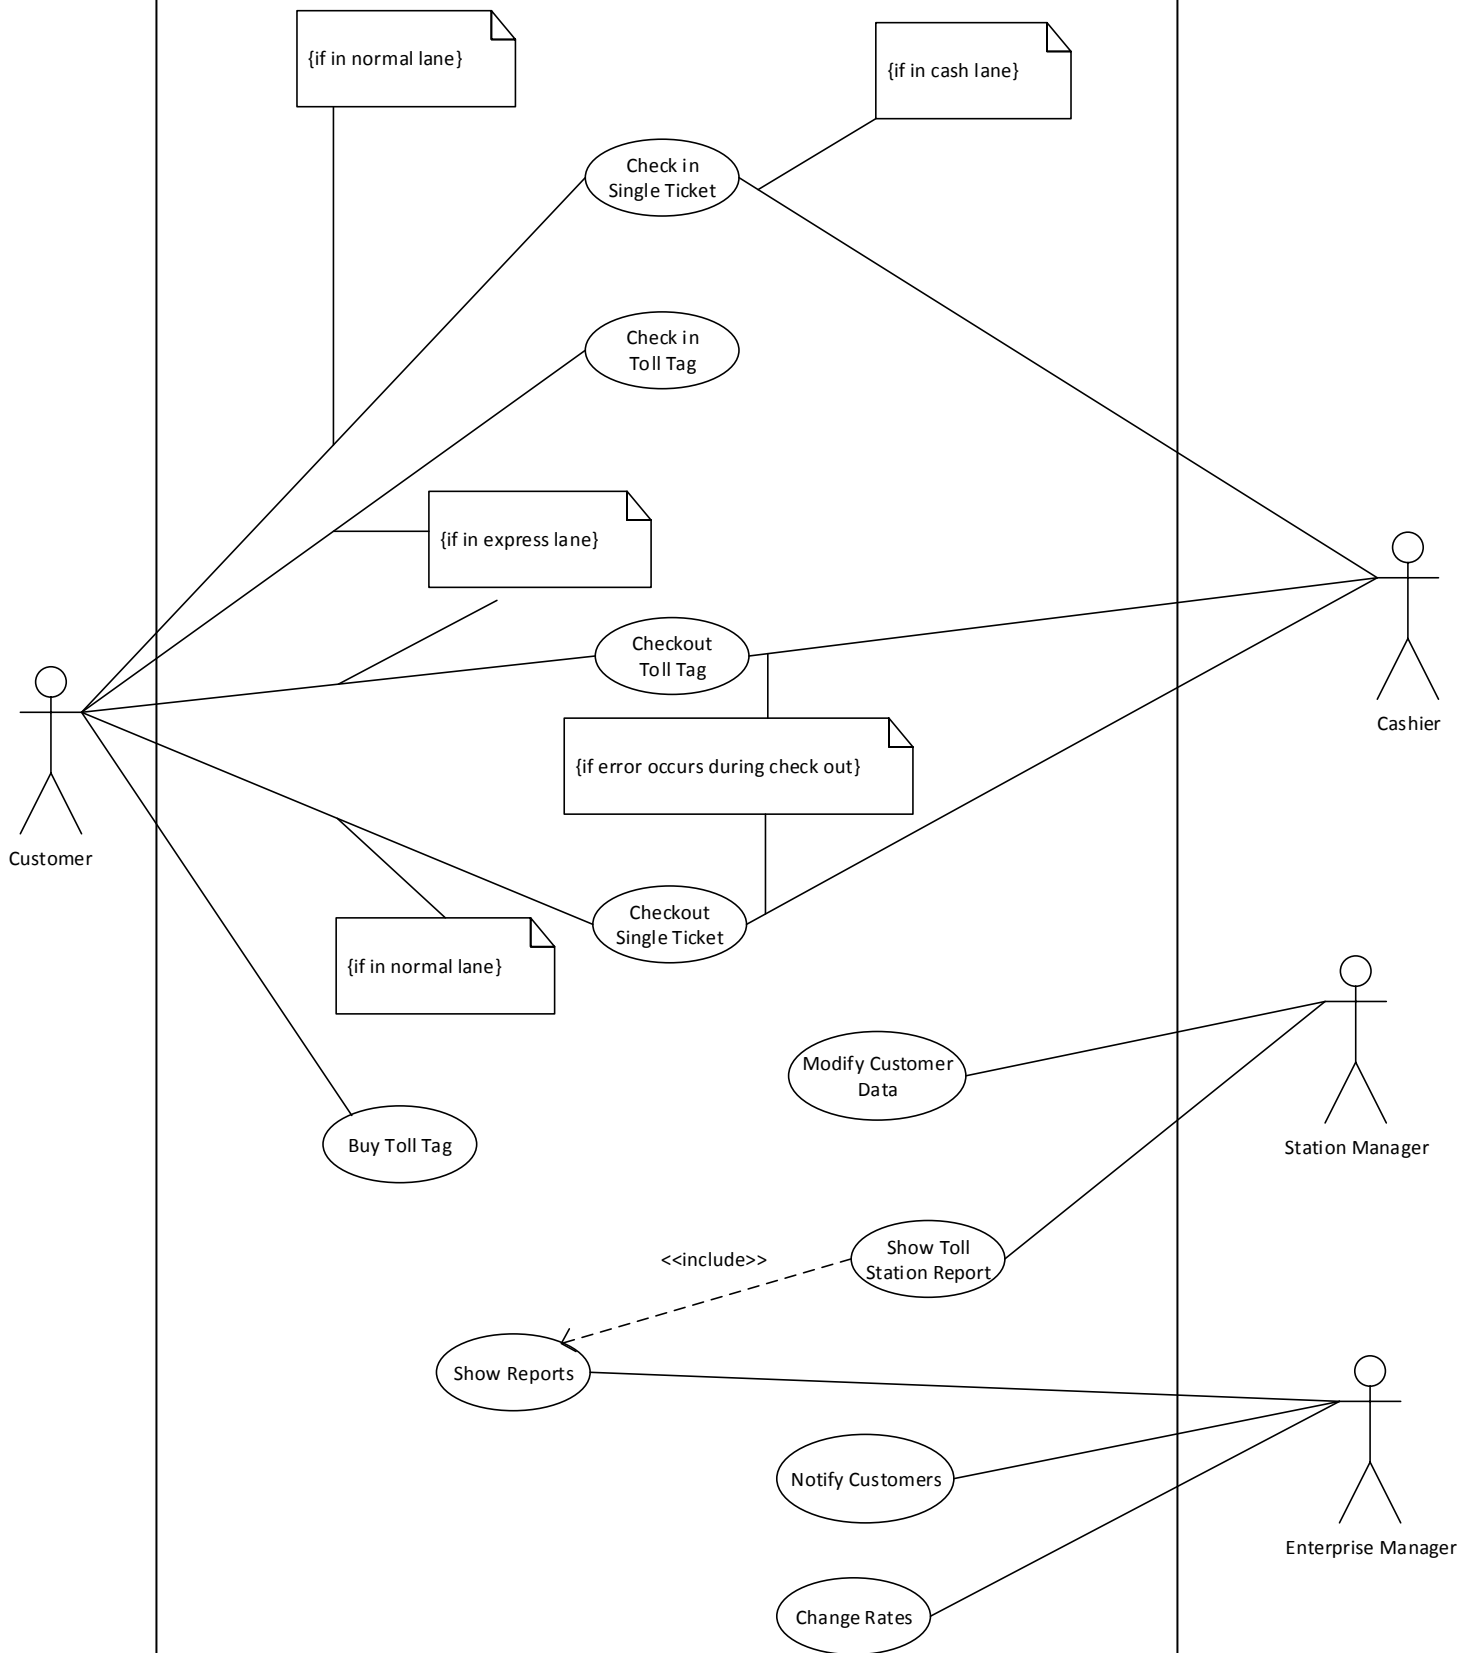 {if in normal lane}
{if in cash lane}
Check in
Single Ticket
Check in
Toll Tag
{if in express lane}
Checkout
Toll Tag
Cashier
{if error occurs during check out}
Customer
Checkout
Single Ticket
{if in normal lane}
Modify Customer
Data
Buy Toll Tag
Station Manager
<<include>>
Show Toll
Station Report
Show Reports
Notify Customers
Enterprise Manager
Change Rates